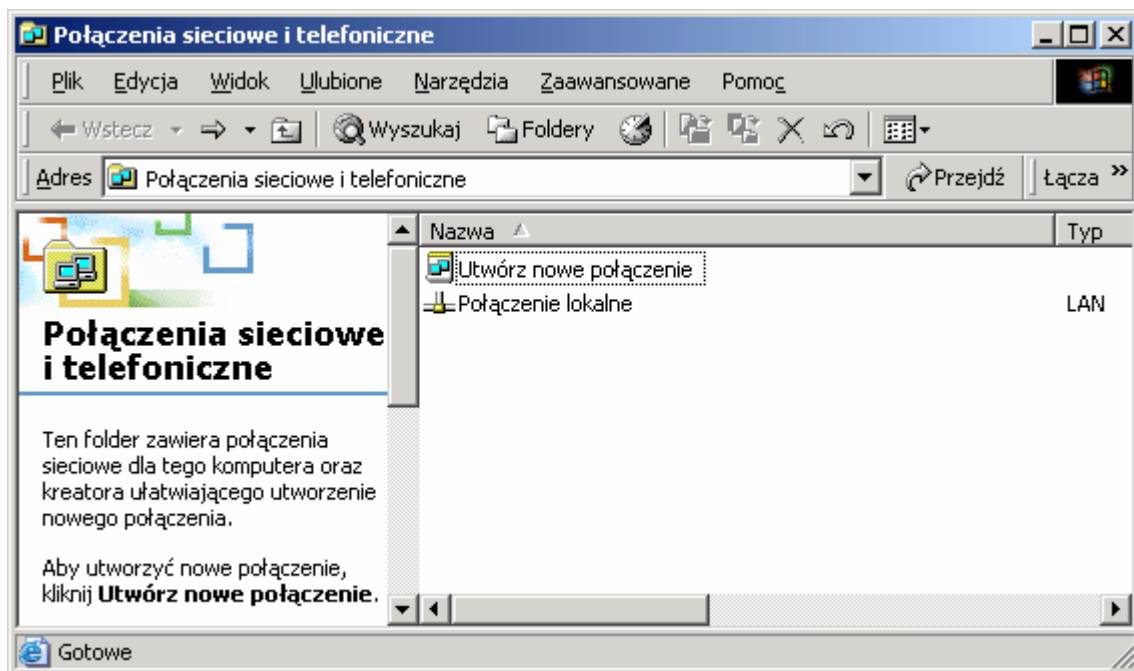 Połączenia sieciowe i telefoniczne
Plik Edycja Widok Ulubione Narzędzia Zaawansowane Pomoc
Wstecz Wyszukaj Foldery
Adres Połączenia sieciowe i telefoniczne Przejdź Łącza »
Nazwa Typ
Utwórz nowe połączenie
Połączenie lokalne LAN
Połączenia sieciowe
i telefoniczne
Ten folder zawiera połączenia
sieciowe dla tego komputera oraz
kreatora ułatwiającego utworzenie
nowego połączenia.
Aby utworzyć nowe połączenie,
kliknij Utwórz nowe połączenie.
Gotowe